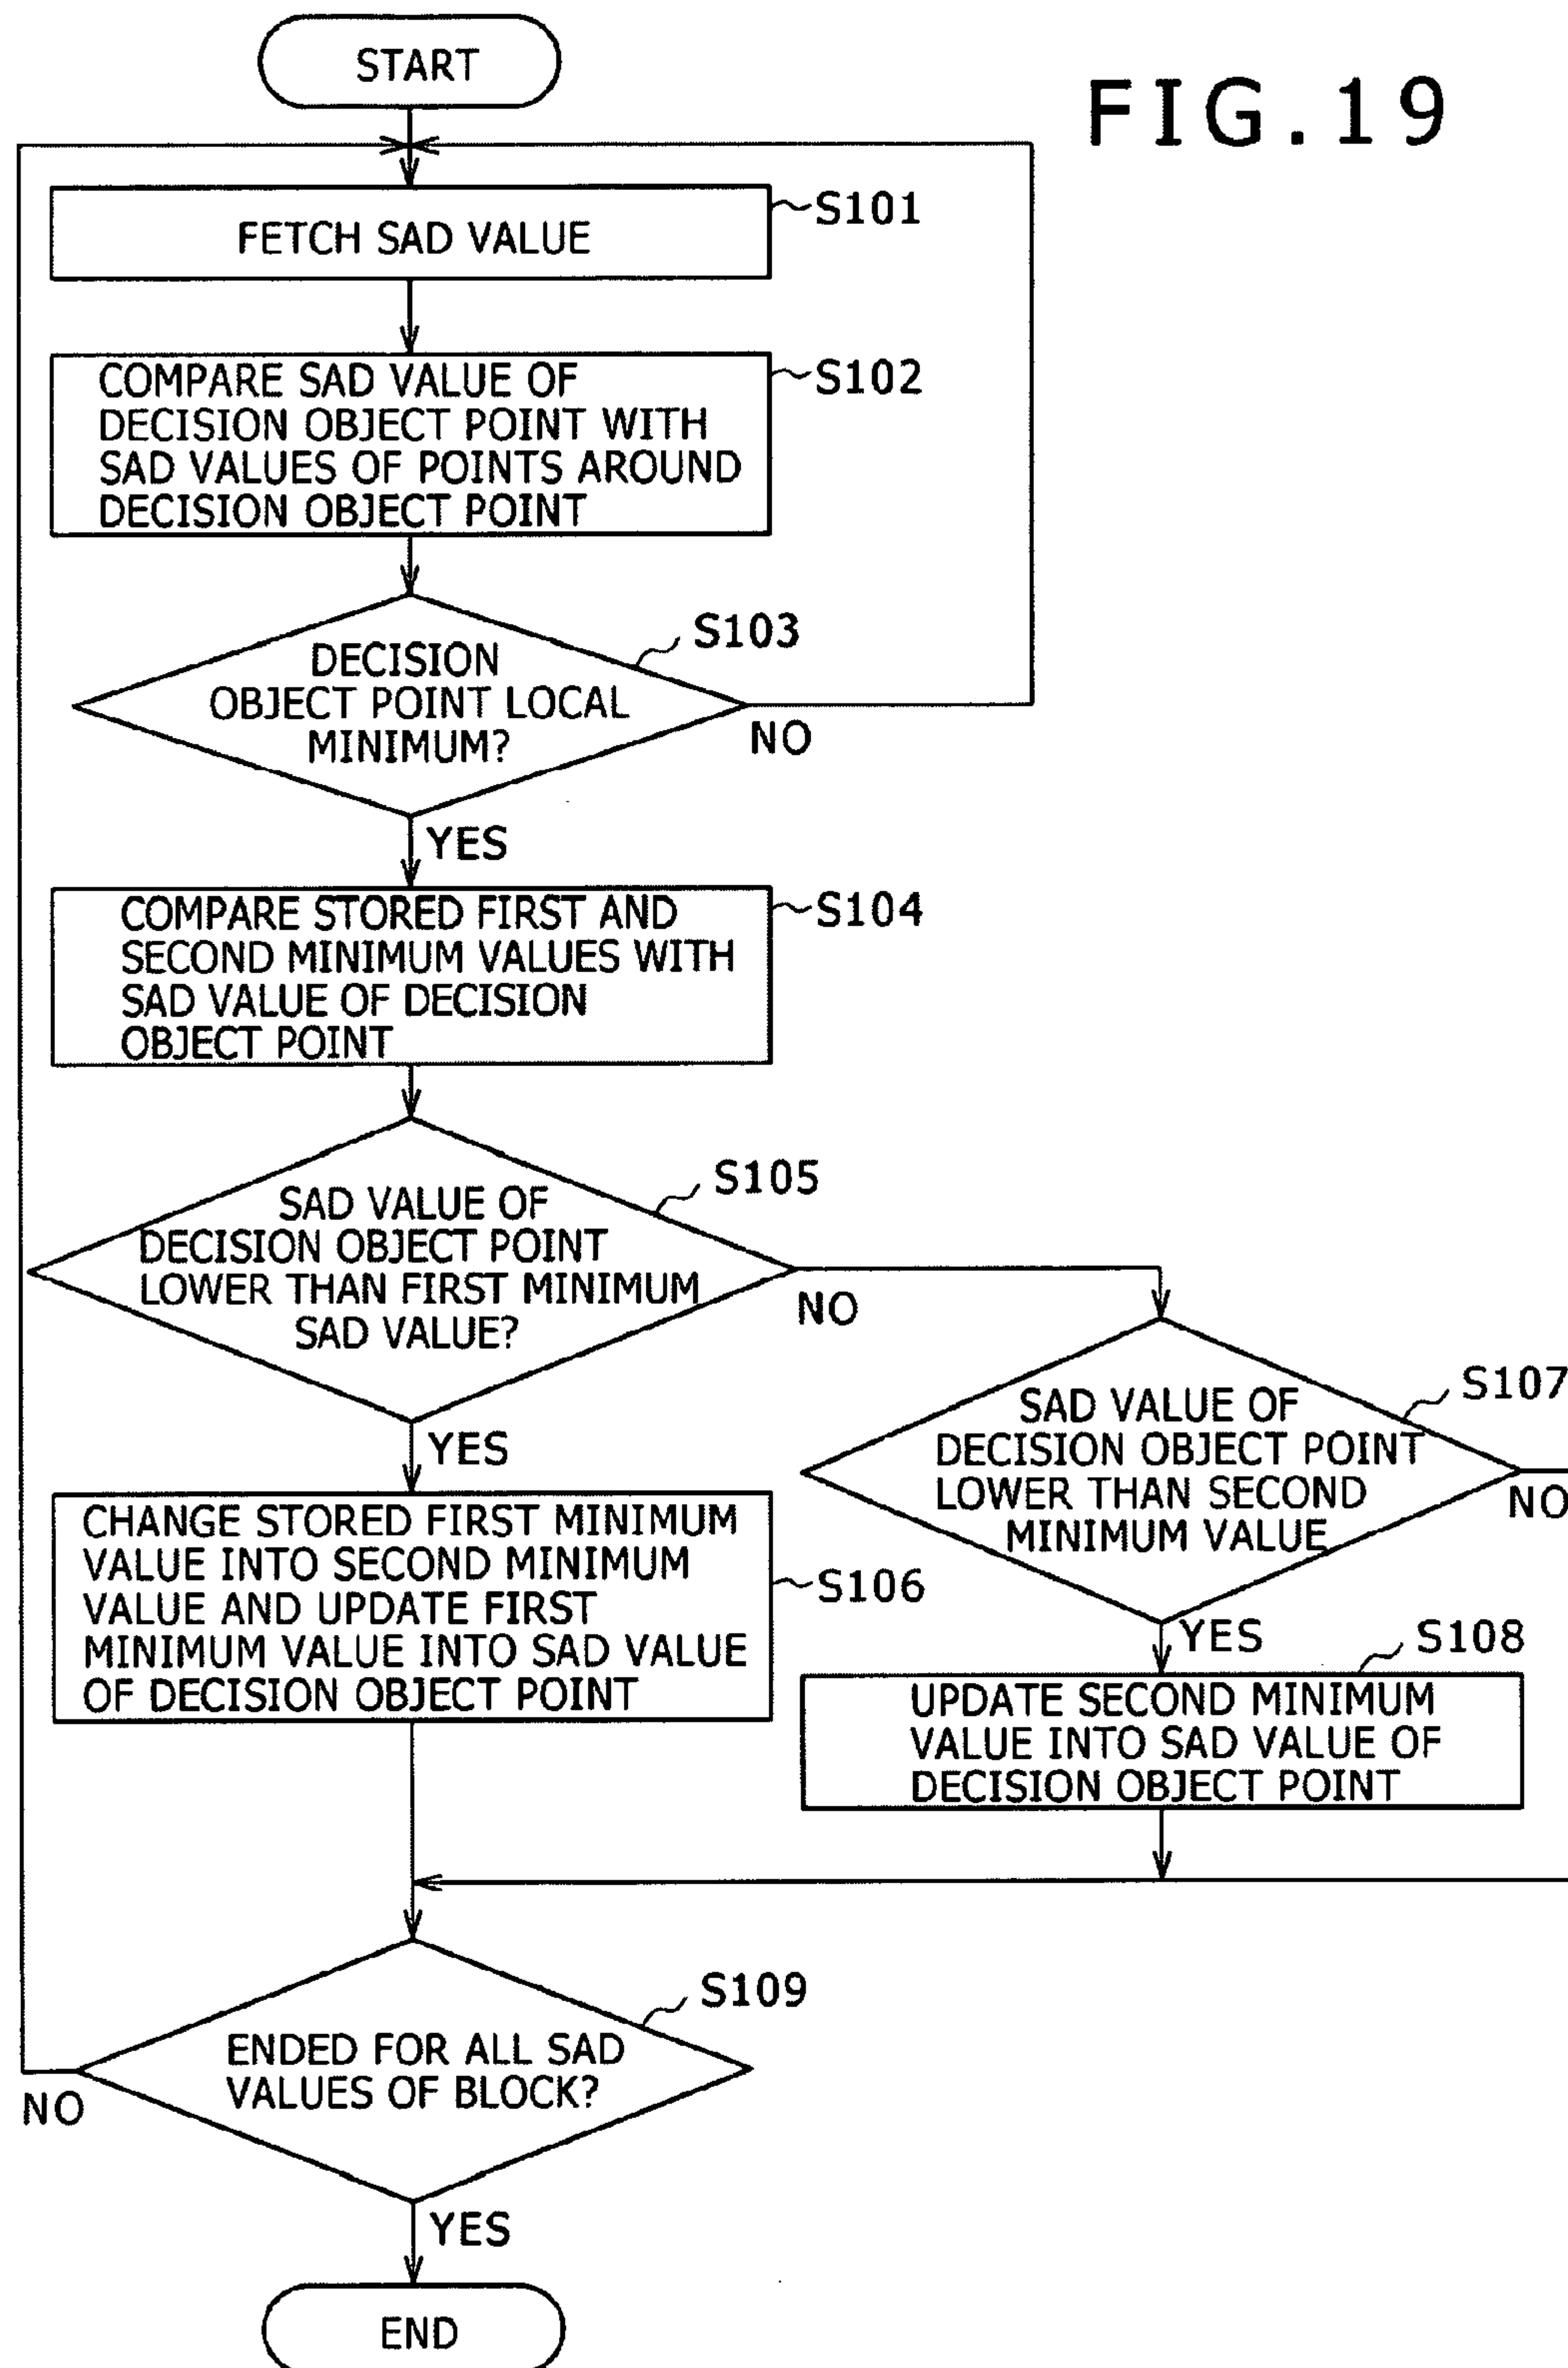 START
FIG.19
FETCH SAD VALUE
S101
COMPARE SAD VALUE OF
DECISION OBJECT POINT WITH
SAD VALUES OF POINTS AROUND
DECISION OBJECT POINT
S102
DECISION
OBJECT POINT LOCAL
MINIMUM?
S103
NO
YES
COMPARE STORED FIRST AND
SECOND MINIMUM VALUES WITH
SAD VALUE OF DECISION
OBJECT POINT
S104
SAD VALUE OF
DECISION OBJECT POINT
LOWER THAN FIRST MINIMUM
SAD VALUE?
S105
NO
YES
CHANGE STORED FIRST MINIMUM
VALUE INTO SECOND MINIMUM
VALUE AND UPDATE FIRST
MINIMUM VALUE INTO SAD VALUE
OF DECISION OBJECT POINT
S106
SAD VALUE OF
DECISION OBJECT POINT
LOWER THAN SECOND
MINIMUM VALUE
S107
NO
YES
UPDATE SECOND MINIMUM
VALUE INTO SAD VALUE OF
DECISION OBJECT POINT
S108
ENDED FOR ALL SAD
VALUES OF BLOCK?
S109
NO
YES
END